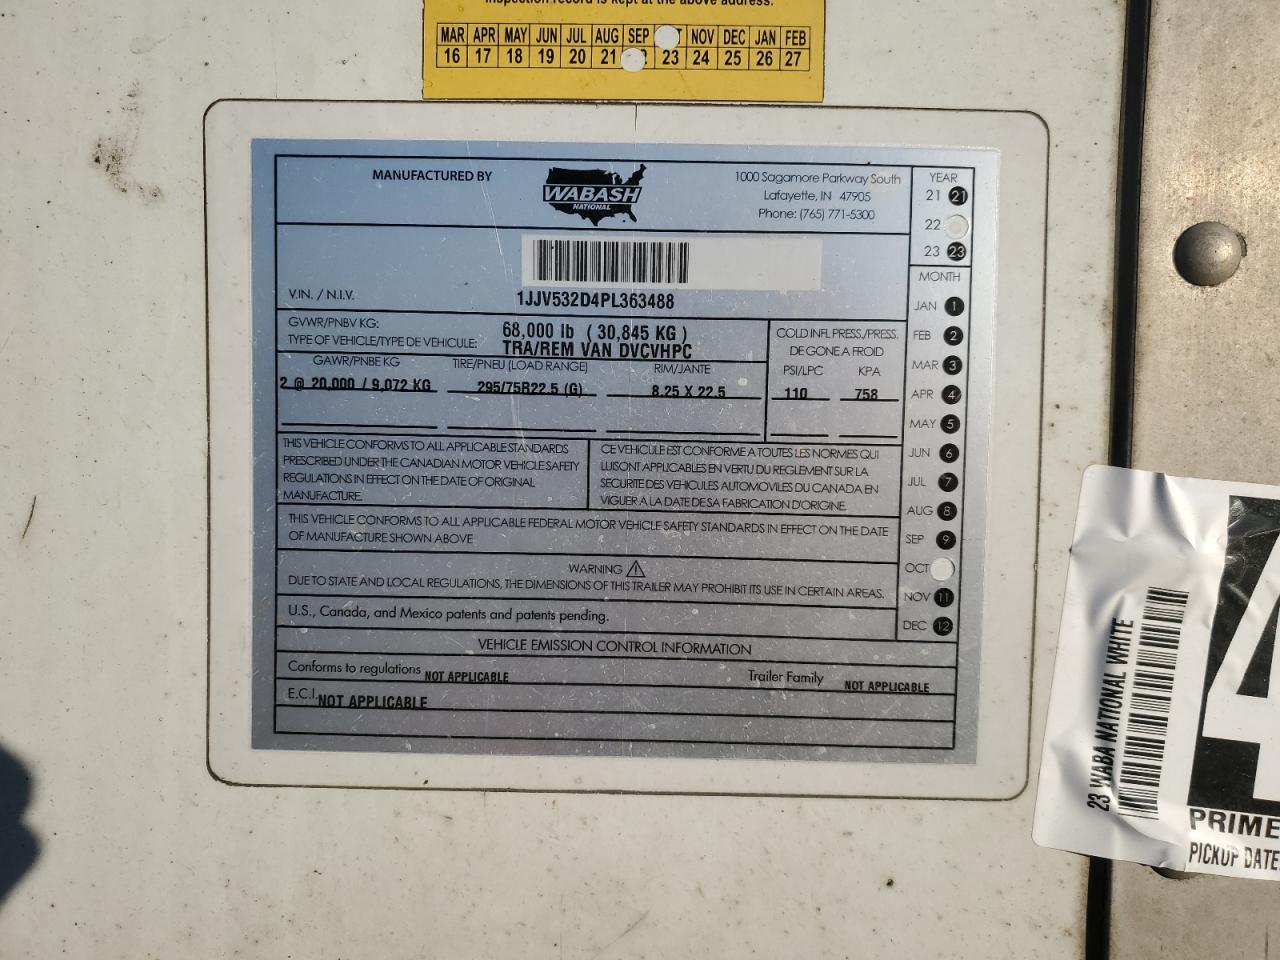 Inspection record is kept at the above address.
MAR APR MAY JUN JUL AUG SEP NOV DEC JAN FEB
16 17 18 19 20 21 23 24 25 26 27
MANUFACTURED BY
WABASH
NATIONAL
1000 Sagamore Parkway South
Lafayette, IN 47905
Phone: (765) 771-5300
YEAR
21 21
22
23 23
MONTH
JAN 1
FEB 2
MAR 3
APR 4
MAY 5
JUN 6
JUL 7
AUG 8
SEP 9
OCT
NOV 11
DEC 12
V.IN. / N.I.V. 1JJV532D4PL363488
GVWR/PNBV KG: 68,000 lb ( 30,845 KG )
TYPE OF VEHICLE/TYPE DE VEHICULE: TRA/REM VAN DVCVHPC
GAWR/PNBE KG TIRE/PNEU (LOAD RANGE) RIM/JANTE
2 @ 20,000 / 9,072 KG 295/75R22.5 (G) 8.25 X 22.5
COLD INFL PRESS./PRESS.
DE GONE A FROID
PSI/LPC KPA
110 758
THIS VEHICLE CONFORMS TO ALL APPLICABLE STANDARDS
PRESCRIBED UNDER THE CANADIAN MOTOR VEHICLE SAFETY
REGULATIONS IN EFFECT ON THE DATE OF ORIGINAL
MANUFACTURE.
CE VEHICULE EST CONFORME A TOUTES LES NORMES QUI
LUISONT APPLICABLES EN VERTU DU REGLEMENT SUR LA
SECURITE DES VEHICULES AUTOMOVILES DU CANADA EN
VIGUER A LA DATE DE SA FABRICATION D'ORIGINE.
THIS VEHICLE CONFORMS TO ALL APPLICABLE FEDERAL MOTOR VEHICLE SAFETY STANDARDS IN EFFECT ON THE DATE
OF MANUFACTURE SHOWN ABOVE
WARNING
DUE TO STATE AND LOCAL REGULATIONS, THE DIMENSIONS OF THIS TRAILER MAY PROHIBIT ITS USE IN CERTAIN AREAS.
U.S., Canada, and Mexico patents and patents pending.
VEHICLE EMISSION CONTROL INFORMATION
Conforms to regulations NOT APPLICABLE Trailer Family NOT APPLICABLE
E.C.I. NOT APPLICABLE
23 WABA NATIONAL WHITE
4
PRIME
PICKUP DATE